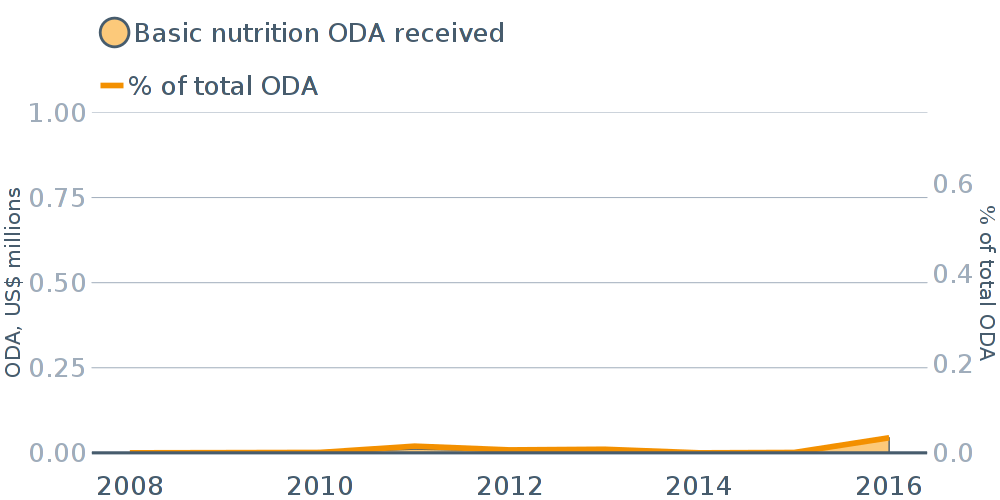 Basic nutrition ODA received
% of total ODA
1.00
0.75
0.50
0.25
0.00
ODA, US$ millions
0.6
0.4
0.2
0.0
% of total ODA
2008 2010 2012 2014 2016